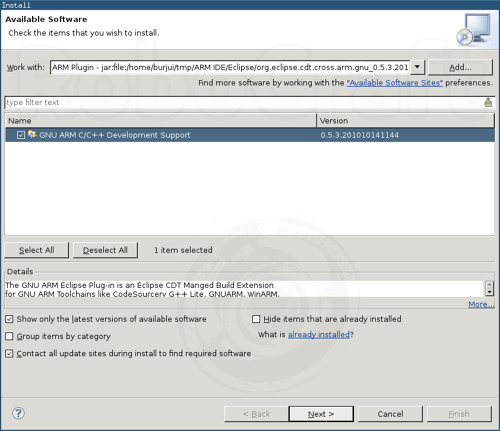 Install
Available Software
Check the items that you wish to install.
Work with: ARM Plugin - jar:file:/home/burjui/tmp/ARM IDE/Eclipse/org.eclipse.cdt.cross.arm.gnu_0.5.3.201 Add...
Find more software by working with the "Available Software Sites" preferences.
type filter text
Name Version
GNU ARM C/C++ Development Support 0.5.3.201010141144
Select All Deselect All 1 item selected
Details
The GNU ARM Eclipse Plug-in is an Eclipse CDT Manged Build Extension
for GNU ARM Toolchains like CodeSourcery G++ Lite, GNUARM, WinARM,
More...
Show only the latest versions of available software Hide items that are already installed
Group items by category What is already installed?
Contact all update sites during install to find required software
? < Back Next > Cancel Finish